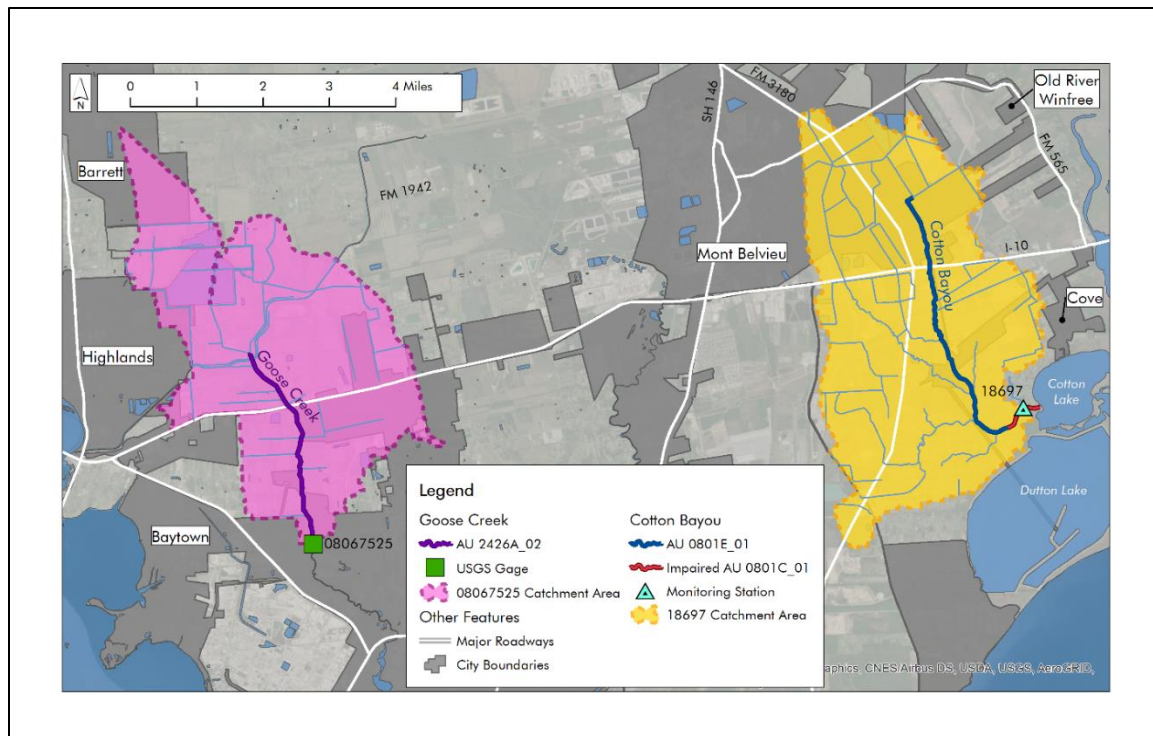 N
0 1 2 3 4 Miles
Old River
Winfree
FM 3180
SH 146
FM 565
Barrett
FM 1942
Cotton Bayou
I-10
Mont Belvieu
Cove
Highlands
Goose Creek
18697
Cotton
Lake
Dutton Lake
Baytown
08067525
Legend
Goose Creek
AU 2426A_02
USGS Gage
08067525 Catchment Area
Other Features
Major Roadways
City Boundaries
Cotton Bayou
AU 0801E_01
Impaired AU 0801C_01
Monitoring Station
18697 Catchment Area
aphics, CNES/Airbus DS, USDA, USGS, AeroGRID,